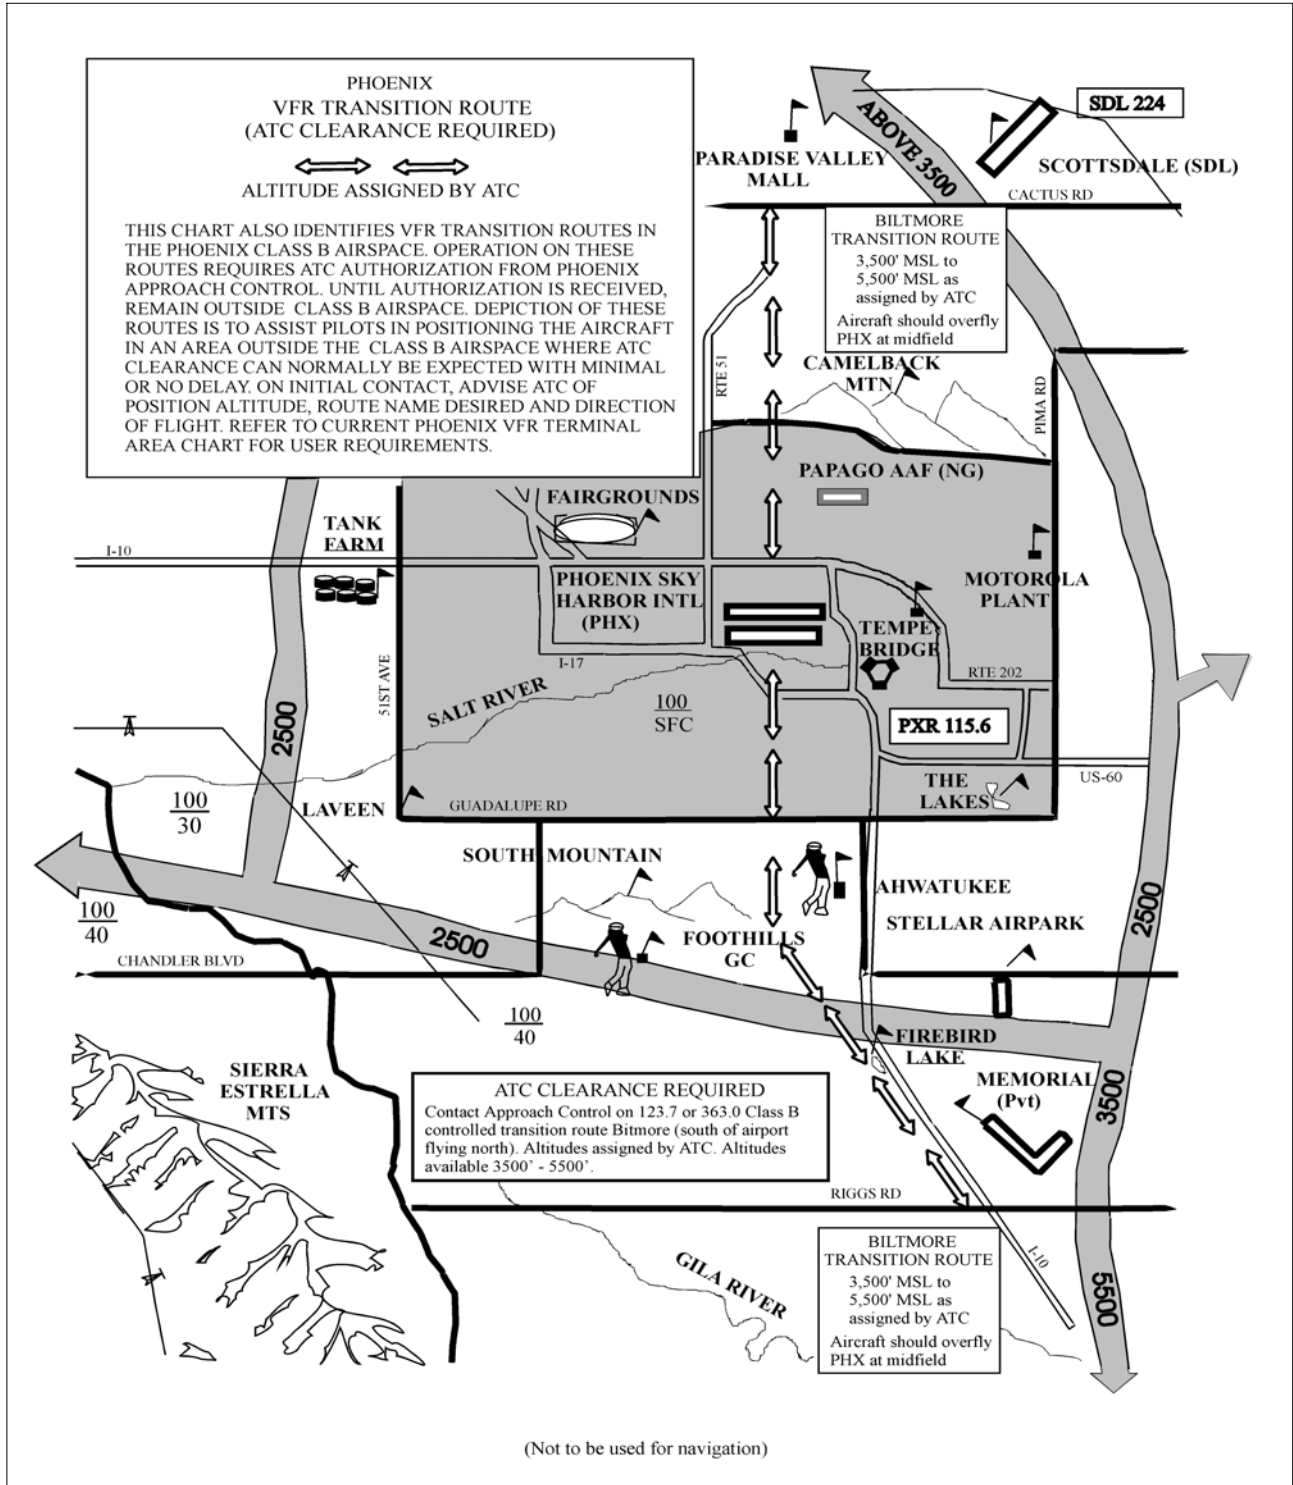 PHOENIX
VFR TRANSITION ROUTE
(ATC CLEARANCE REQUIRED)
ALTITUDE ASSIGNED BY ATC
THIS CHART ALSO IDENTIFIES VFR TRANSITION ROUTES IN
THE PHOENIX CLASS B AIRSPACE. OPERATION ON THESE
ROUTES REQUIRES ATC AUTHORIZATION FROM PHOENIX
APPROACH CONTROL. UNTIL AUTHORIZATION IS RECEIVED,
REMAIN OUTSIDE CLASS B AIRSPACE. DEPICTION OF THESE
ROUTES IS TO ASSIST PILOTS IN POSITIONING THE AIRCRAFT
IN AN AREA OUTSIDE THE CLASS B AIRSPACE WHERE ATC
CLEARANCE CAN NORMALLY BE EXPECTED WITH MINIMAL
OR NO DELAY. ON INITIAL CONTACT, ADVISE ATC OF
POSITION ALTITUDE, ROUTE NAME DESIRED AND DIRECTION
OF FLIGHT. REFER TO CURRENT PHOENIX VFR TERMINAL
AREA CHART FOR USER REQUIREMENTS.
ABOVE 3500
SDL 224
PARADISE VALLEY
MALL
SCOTTSDALE (SDL)
CACTUS RD
BILTMORE
TRANSITION ROUTE
3,500' MSL to
5,500' MSL as
assigned by ATC
Aircraft should overfly
PHX at midfield
RTE 51
CAMELBACK
MTN
PIMA RD
PAPAGO AAF (NG)
FAIRGROUNDS
TANK
FARM
I-10
PHOENIX SKY
HARBOR INTL
(PHX)
MOTOROLA
PLANT
TEMPE
BRIDGE
I-17
RTE 202
51ST AVE
SALT RIVER
100
SFC
PXR 115.6
2500
US-60
THE
LAKES
100
30
LAVEEN
GUADALUPE RD
SOUTH MOUNTAIN
AHWATUKEE
STELLAR AIRPARK
2500
100
40
2500
FOOTHILLS
GC
CHANDLER BLVD
100
40
FIREBIRD
LAKE
SIERRA
ESTRELLA
MTS
MEMORIAL
(Pvt)
3500
ATC CLEARANCE REQUIRED
Contact Approach Control on 123.7 or 363.0 Class B
controlled transition route Bitmore (south of airport
flying north). Altitudes assigned by ATC. Altitudes
available 3500' - 5500'.
RIGGS RD
GILA RIVER
I-10
5500
BILTMORE
TRANSITION ROUTE
3,500' MSL to
5,500' MSL as
assigned by ATC
Aircraft should overfly
PHX at midfield
(Not to be used for navigation)